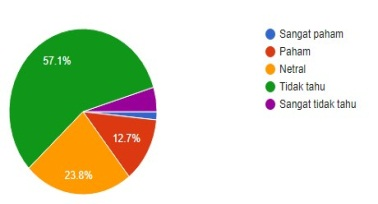 57.1%
12.7%
23.8%
Sangat paham
Paham
Netral
Tidak tahu
Sangat tidak tahu